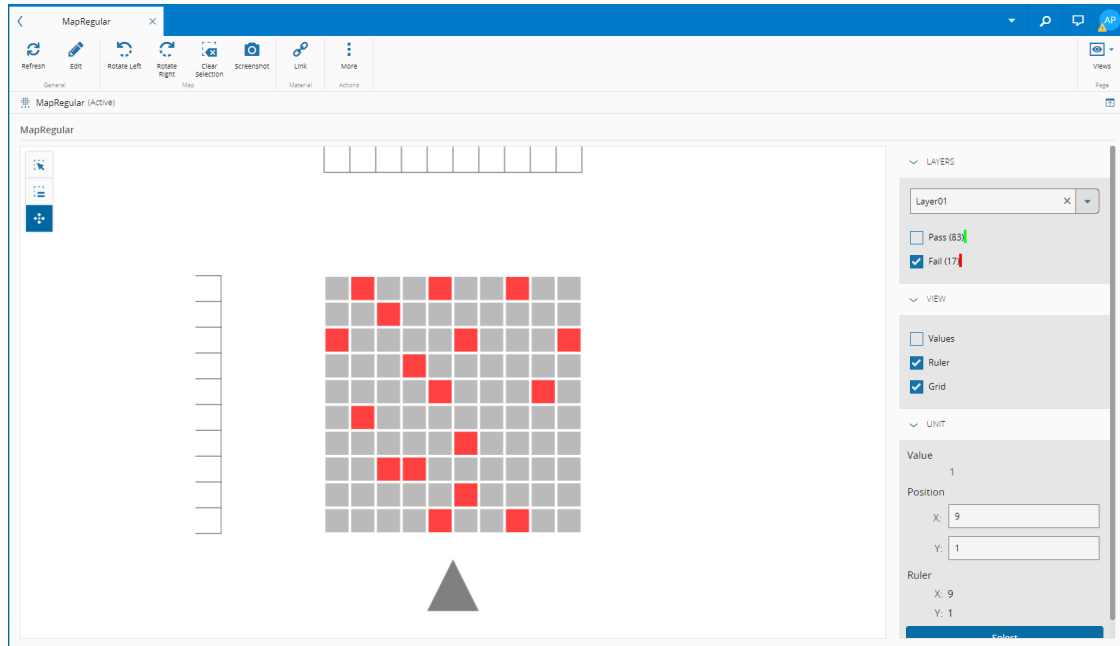 MapRegular
AP
Refresh
Edit
Rotate Left
Rotate Right
Clear Selection
Screenshot
Link
More
Views
General
Map
Material
Actions
Page
MapRegular (Active)
MapRegular
LAYERS
Layer01
Pass (83)
Fail (17)
VIEW
Values
Ruler
Grid
UNIT
Value
1
Position
X: 9
Y: 1
Ruler
X: 9
Y: 1
Select